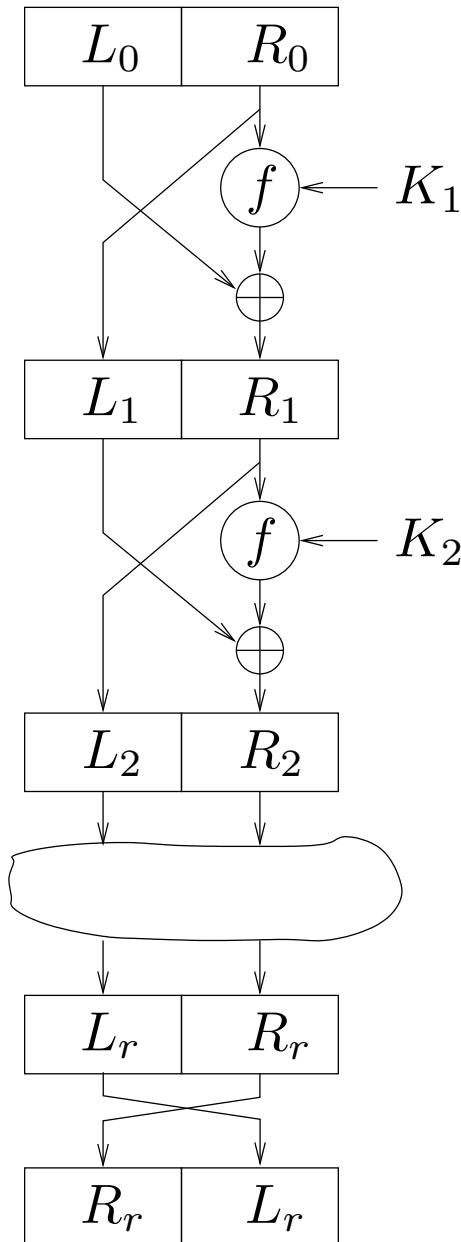 L₀ R₀
f K₁
L₁ R₁
f K₂
L₂ R₂
Lᵣ Rᵣ
Rᵣ Lᵣ